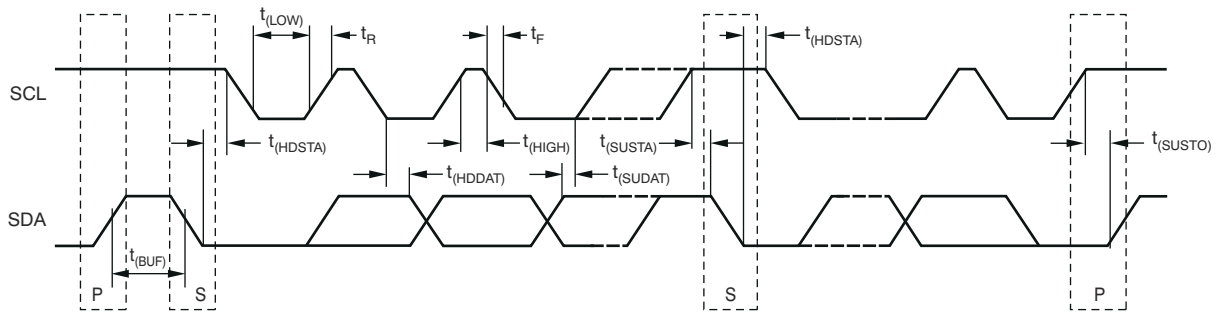 t(LOW)
tR
tF
t(HDSTA)
SCL
t(HDSTA)
t(HIGH)
t(SUSTA)
t(SUSTO)
t(HDDAT)
t(SUDAT)
SDA
t(BUF)
P
S
S
P